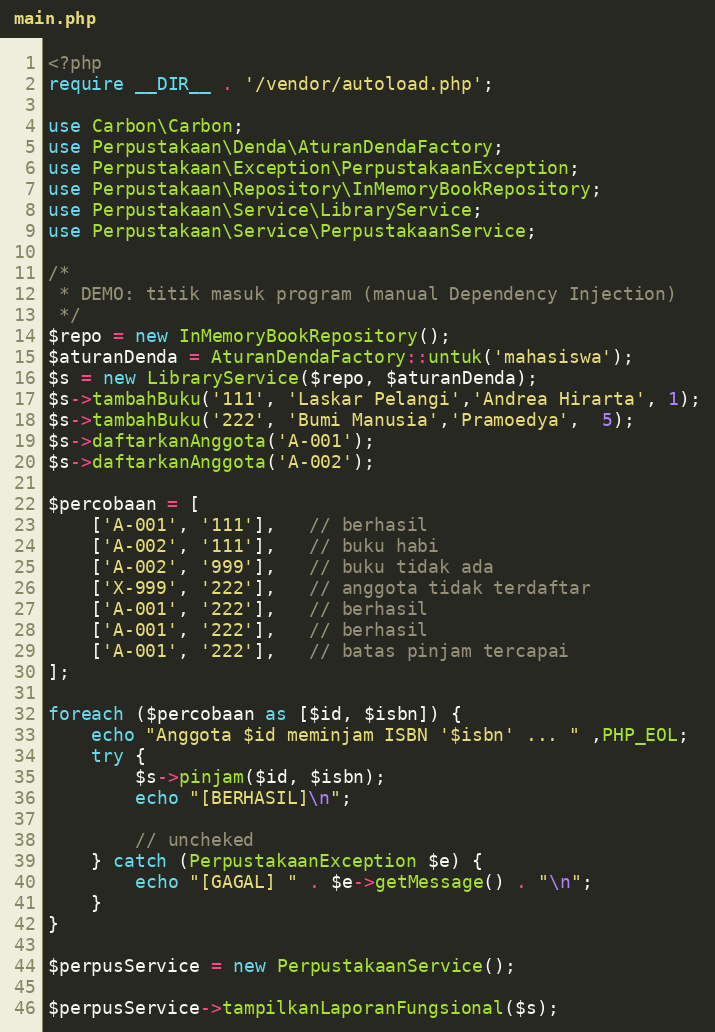 main.php
1 <?php
2 require __DIR__ . '/vendor/autoload.php';
3
4 use Carbon\Carbon;
5 use Perpustakaan\Denda\AturanDendaFactory;
6 use Perpustakaan\Exception\PerpustakaanException;
7 use Perpustakaan\Repository\InMemoryBookRepository;
8 use Perpustakaan\Service\LibraryService;
9 use Perpustakaan\Service\PerpustakaanService;
10
11 /*
12  * DEMO: titik masuk program (manual Dependency Injection)
13  */
14 $repo = new InMemoryBookRepository();
15 $aturanDenda = AturanDendaFactory::untuk('mahasiswa');
16 $s = new LibraryService($repo, $aturanDenda);
17 $s->tambahBuku('111', 'Laskar Pelangi','Andrea Hirarta', 1);
18 $s->tambahBuku('222', 'Bumi Manusia','Pramoedya',  5);
19 $s->daftarkanAnggota('A-001');
20 $s->daftarkanAnggota('A-002');
21
22 $percobaan = [
23     ['A-001', '111'],   // berhasil
24     ['A-002', '111'],   // buku habi
25     ['A-002', '999'],   // buku tidak ada
26     ['X-999', '222'],   // anggota tidak terdaftar
27     ['A-001', '222'],   // berhasil
28     ['A-001', '222'],   // berhasil
29     ['A-001', '222'],   // batas pinjam tercapai
30 ];
31
32 foreach ($percobaan as [$id, $isbn]) {
33     echo "Anggota $id meminjam ISBN '$isbn' ... " ,PHP_EOL;
34     try {
35         $s->pinjam($id, $isbn);
36         echo "[BERHASIL]\n";
37
38         // uncheked
39     } catch (PerpustakaanException $e) {
40         echo "[GAGAL] " . $e->getMessage() . "\n";
41     }
42 }
43
44 $perpusService = new PerpustakaanService();
45
46 $perpusService->tampilkanLaporanFungsional($s);